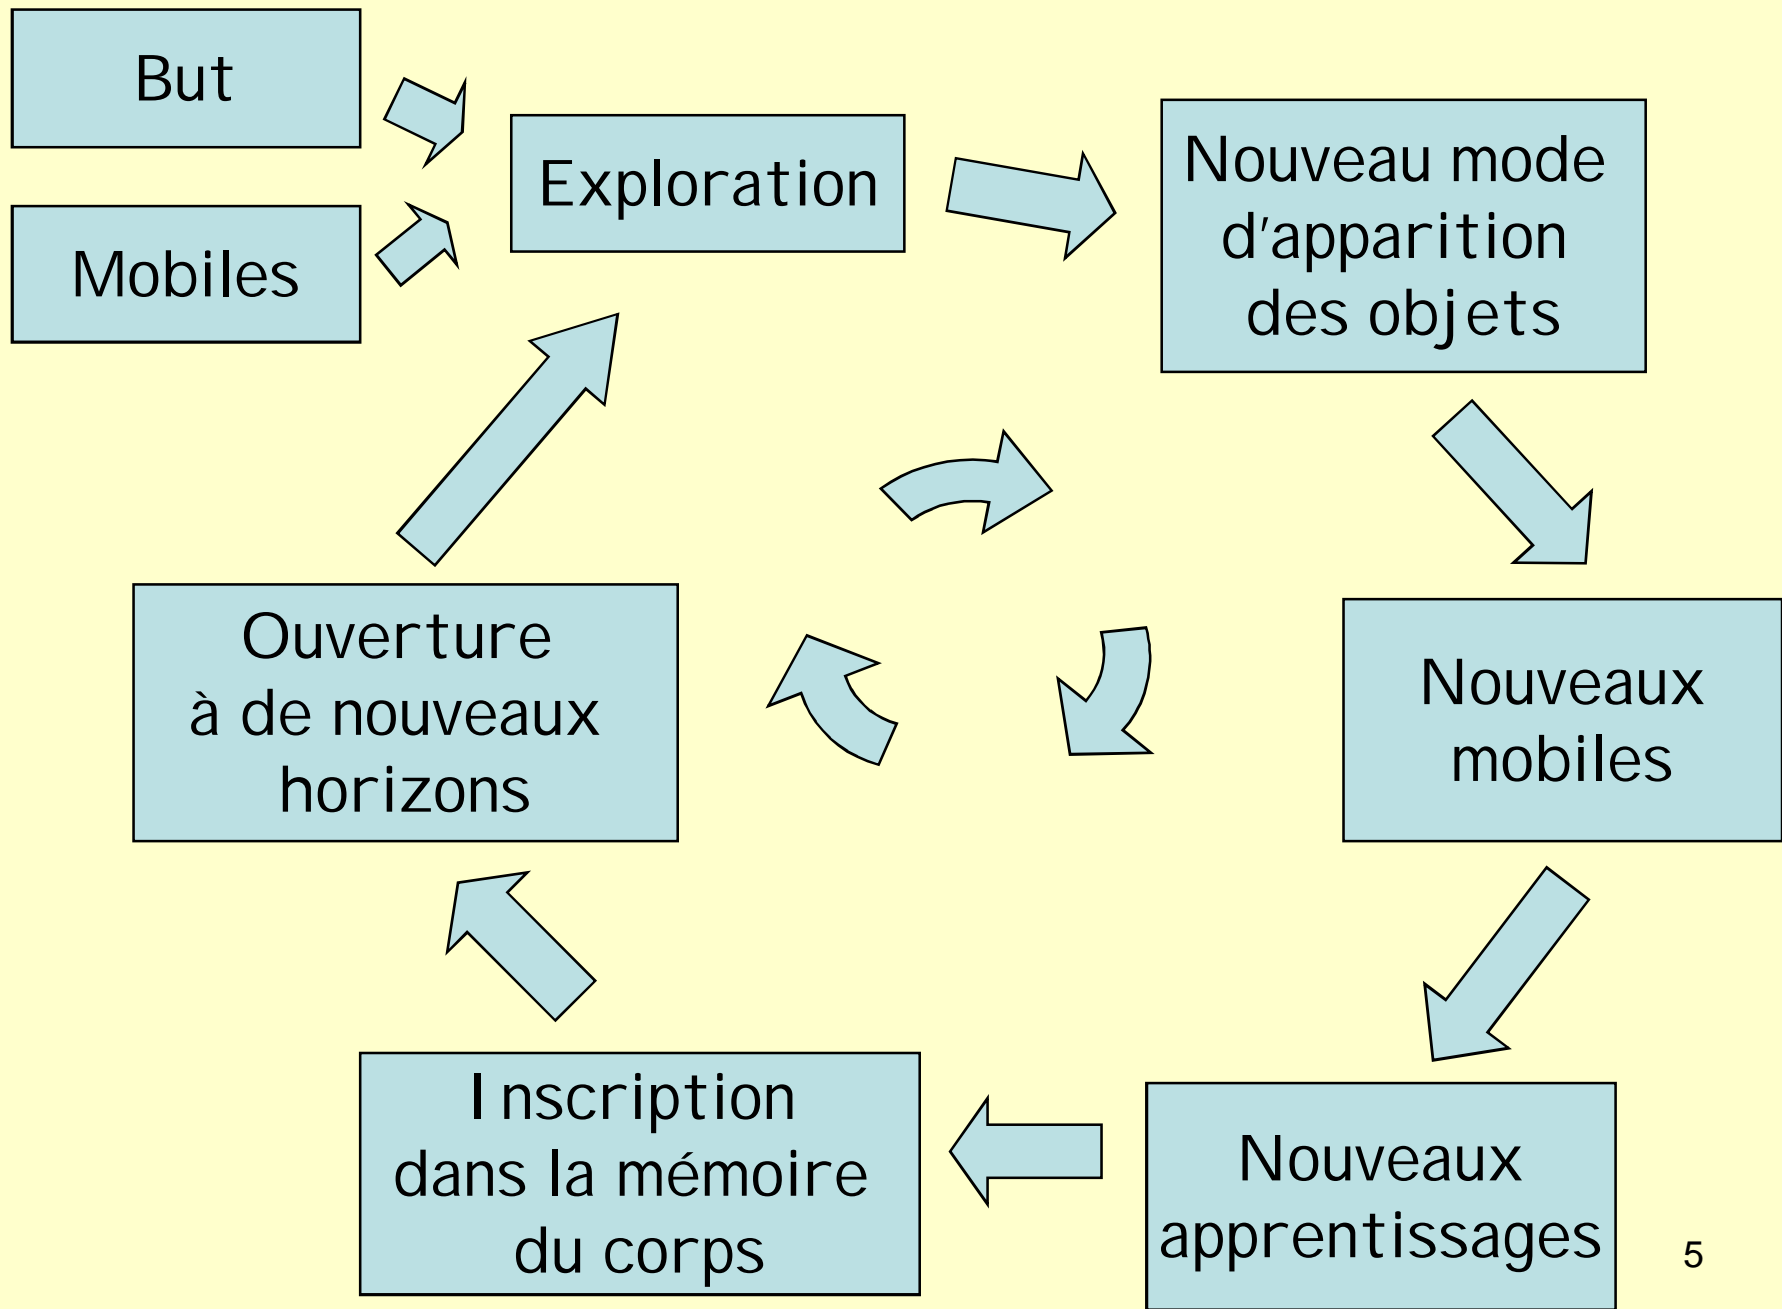 But
Mobiles
Exploration
Nouveau mode
d'apparition
des objets
Nouveaux
mobiles
Nouveaux
apprentissages
Inscription
dans la mémoire
du corps
Ouverture
à de nouveaux
horizons
5